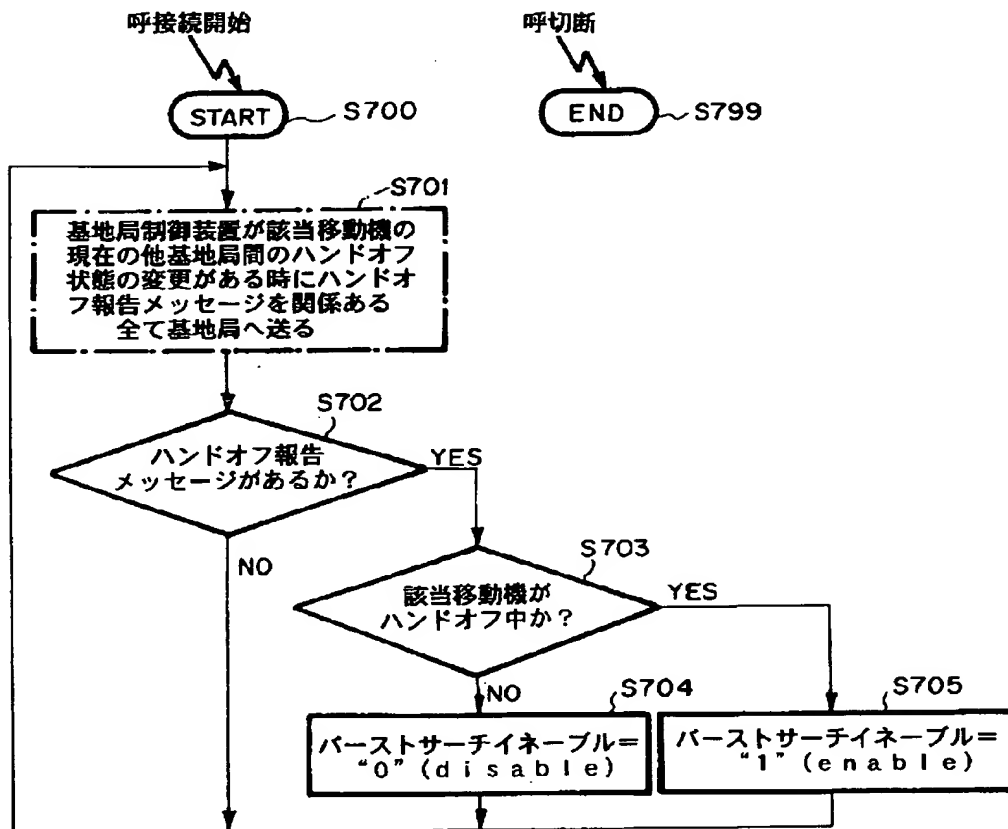 呼接続開始
呼切断
START
S700
END
S799
S701
基地局制御装置が該当移動機の
現在の他基地局間のハンドオフ
状態の変更がある時にハンドオ
フ報告メッセージを関係ある
全て基地局へ送る
S702
ハンドオフ報告
メッセージがあるか？
YES
NO
S703
該当移動機が
ハンドオフ中か？
YES
NO
S704
バーストサーチイネーブル＝
“0” (disable)
S705
バーストサーチイネーブル＝
“1” (enable)